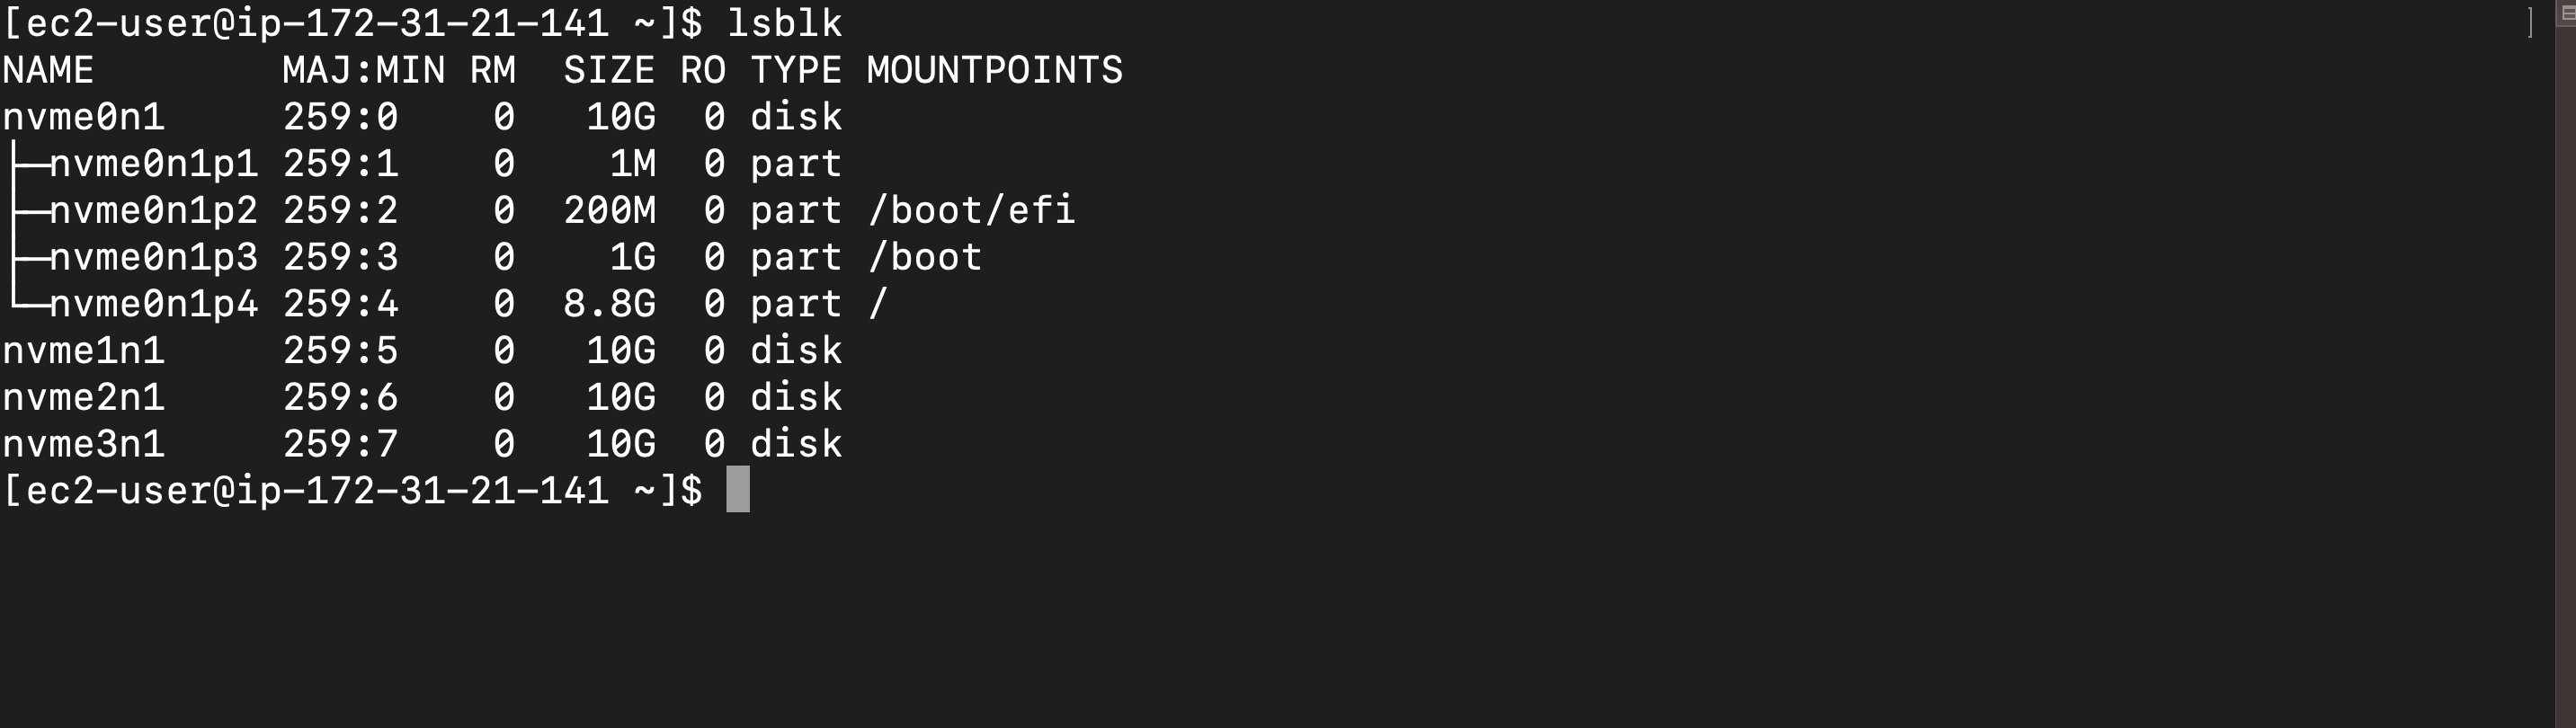 [ec2-user@ip-172-31-21-141 ~]$ lsblk ]
NAME        MAJ:MIN RM  SIZE RO TYPE MOUNTPOINTS
nvme0n1     259:0    0   10G  0 disk
├─nvme0n1p1 259:1    0    1M  0 part
├─nvme0n1p2 259:2    0  200M  0 part /boot/efi
├─nvme0n1p3 259:3    0    1G  0 part /boot
└─nvme0n1p4 259:4    0  8.8G  0 part /
nvme1n1     259:5    0   10G  0 disk
nvme2n1     259:6    0   10G  0 disk
nvme3n1     259:7    0   10G  0 disk
[ec2-user@ip-172-31-21-141 ~]$